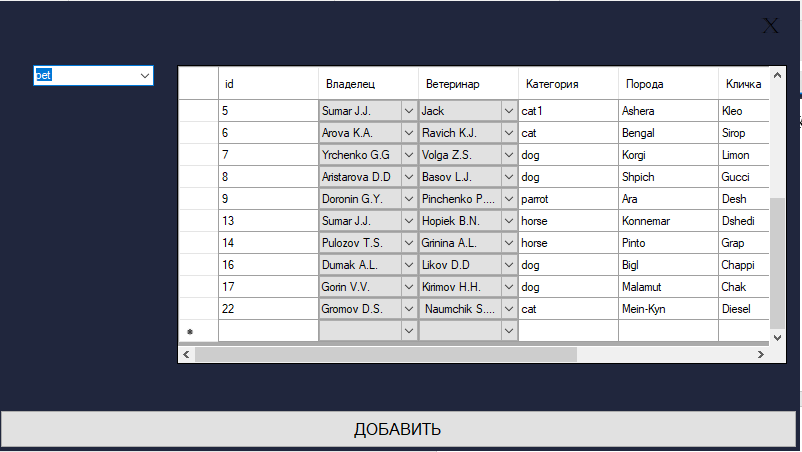 X
pet
id Владелец Ветеринар Категория Порода Кличка
5 Sumar J.J. Jack cat1 Ashera Kleo
6 Arova K.A. Ravich K.J. cat Bengal Sirop
7 Yrchenko G.G Volga Z.S. dog Korgi Limon
8 Aristarova D.D Basov L.J. dog Shpich Gucci
9 Doronin G.Y. Pinchenko P.... parrot Ara Desh
13 Sumar J.J. Hopiek B.N. horse Konnemar Dshedi
14 Pulozov T.S. Grinina A.L. horse Pinto Grap
16 Dumak A.L. Likov D.D dog Bigl Chappi
17 Gorin V.V. Kirimov H.H. dog Malamut Chak
22 Gromov D.S. Naumchik S.... cat Mein-Kyn Diesel
ДОБАВИТЬ